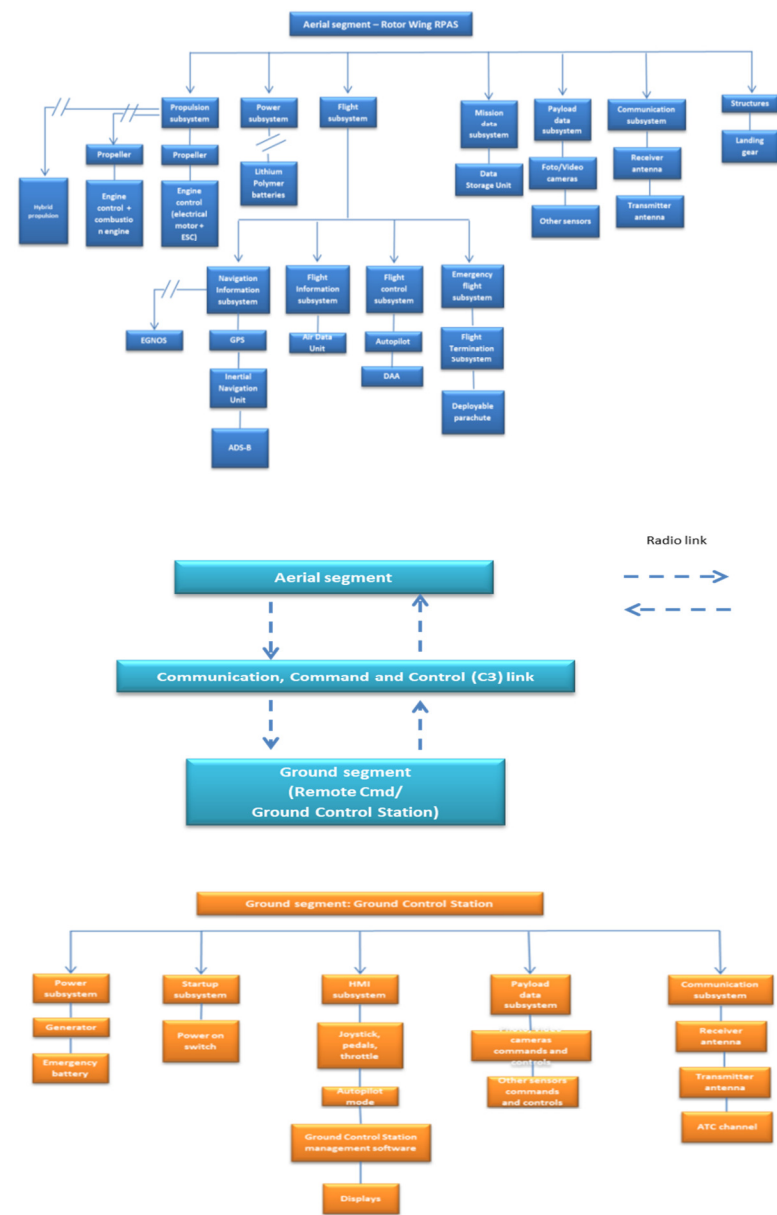 Aerial segment – Rotor Wing RPAS
Propulsion
subsystem
Power
subsystem
Flight
subsystem
Mission
data
subsystem
Payload
data
subsystem
Communication
subsystem
Structures
Propeller
Propeller
Hybrid
propulsion
Engine
control +
combustio
n engine
Engine
control
(electrical
motor +
ESC)
Lithium
Polymer
batteries
Data
Storage Unit
Foto/Video
cameras
Other sensors
Receiver
antenna
Transmitter
antenna
Landing
gear
Navigation
Information
subsystem
Flight
Information
subsystem
Flight
control
subsystem
Emergency
flight
subsystem
EGNOS
GPS
Air Data
Unit
Autopilot
Flight
Termination
Subsystem
Inertial
Navigation
Unit
DAA
Deployable
parachute
ADS-B
Radio link
Aerial segment
Communication, Command and Control (C3) link
Ground segment
(Remote Cmd/
Ground Control Station)
Ground segment: Ground Control Station
Power
subsystem
Startup
subsystem
HMI
subsystem
Payload
data
subsystem
Communication
subsystem
Generator
Emergency
battery
Power on
switch
Joystick,
pedals,
throttle
Autopilot
mode
Ground Control Station
management software
Displays
cameras
commands and
controls
Other sensors
commands
and controls
Receiver
antenna
Transmitter
antenna
ATC channel